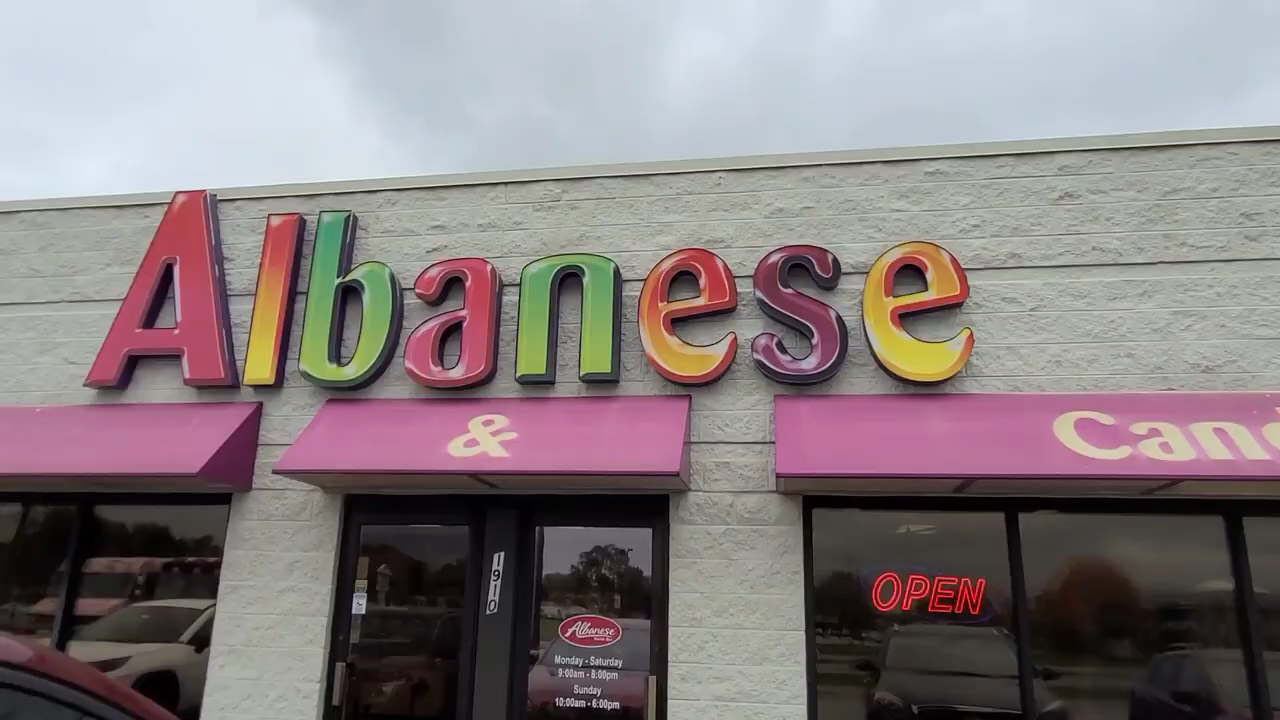 Albanese
&
Cand
OPEN
1910
Albanese
Monday - Saturday
9:00am - 8:00pm
Sunday
10:00am - 6:00pm